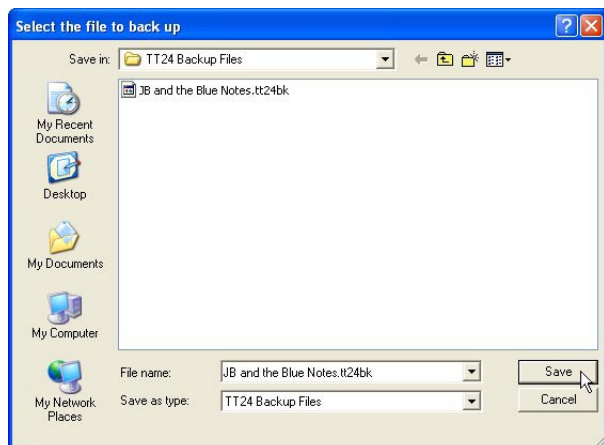 Select the file to back up
Save in: TT24 Backup Files
JB and the Blue Notes.tt24bk
My Recent
Documents
Desktop
My Documents
My Computer
My Network
Places
File name: JB and the Blue Notes.tt24bk Save
Save as type: TT24 Backup Files Cancel